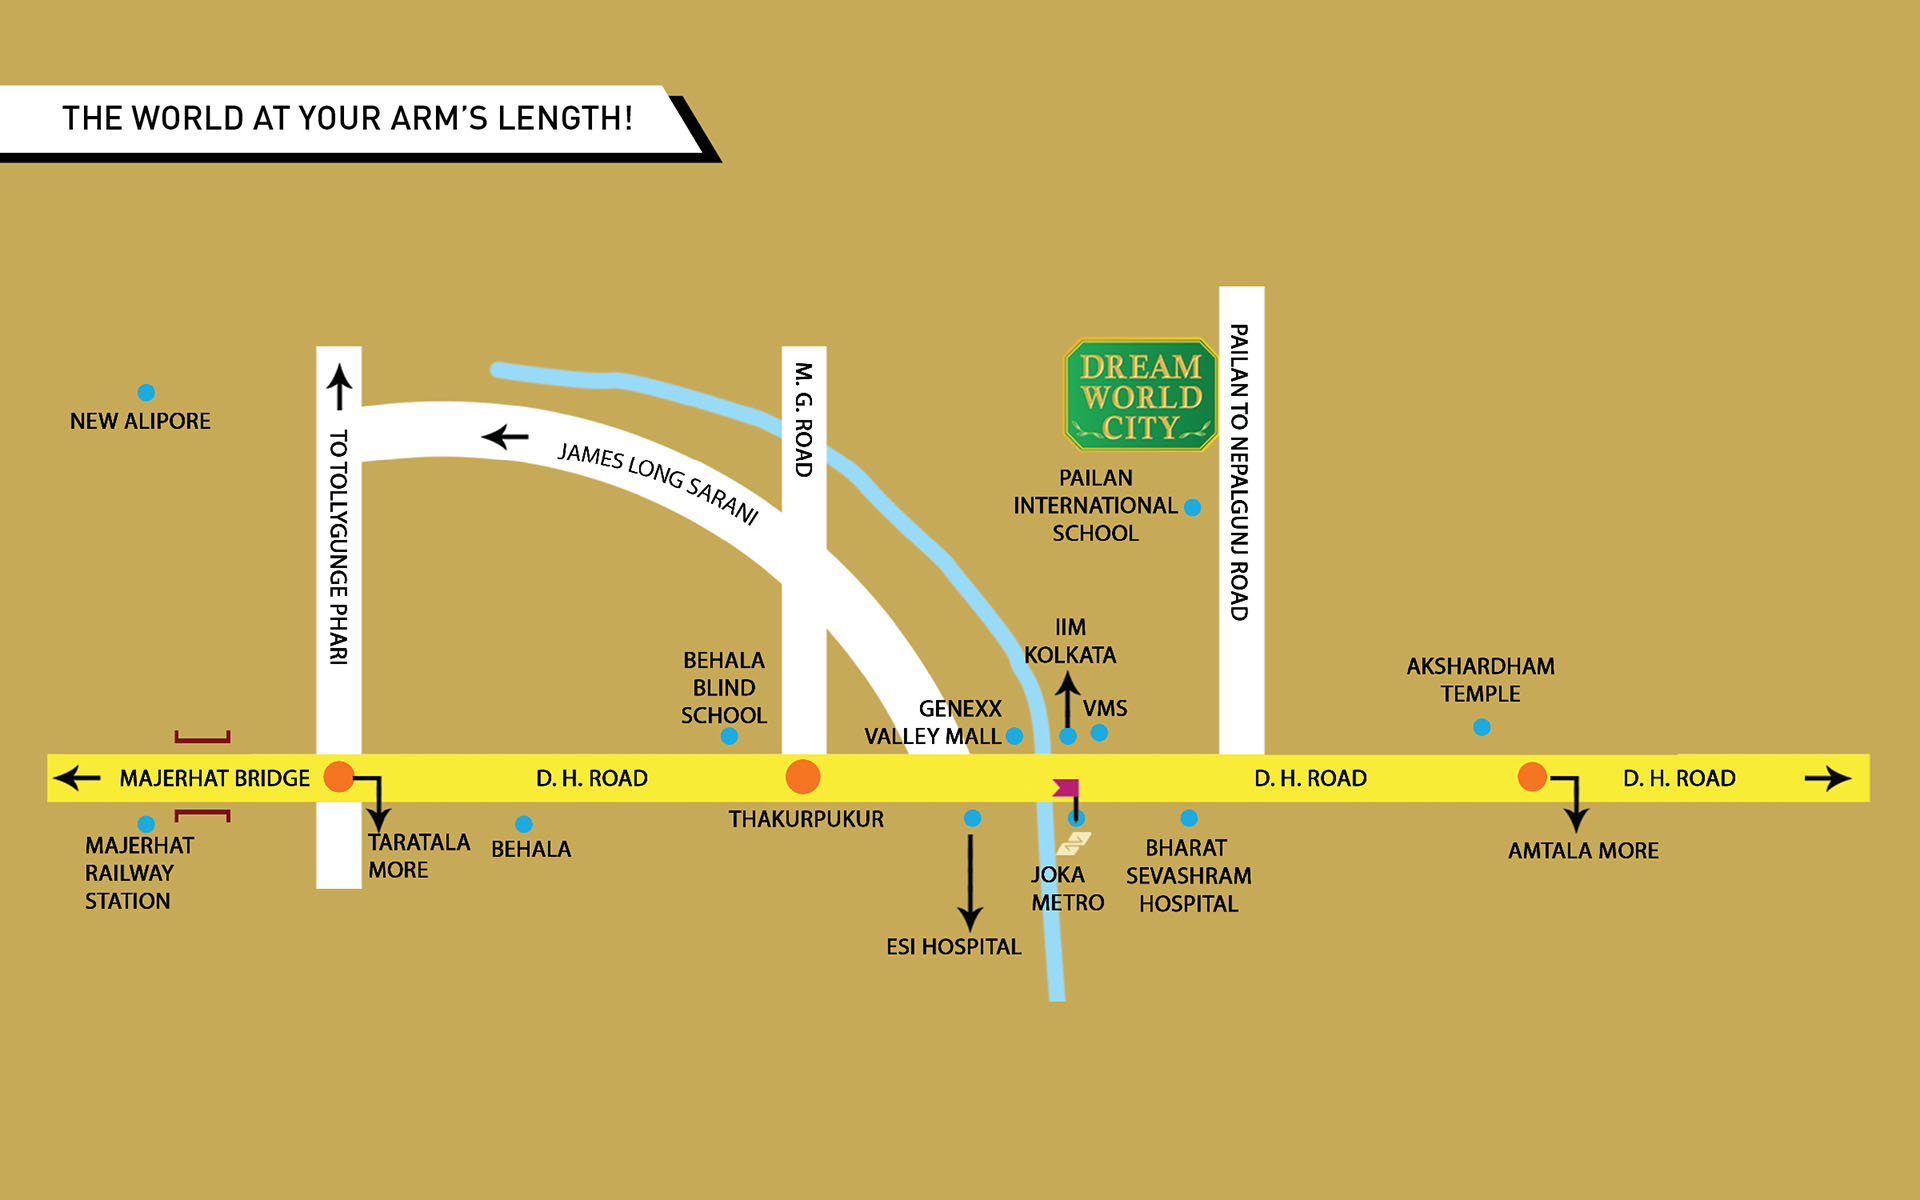 THE WORLD AT YOUR ARM'S LENGTH!
NEW ALIPORE
TO TOLLYGUNGE PHARI
JAMES LONG SARANI
M. G. ROAD
DREAM
WORLD
CITY
PAILAN
INTERNATIONAL
SCHOOL
PAILAN TO NEPALGUNJ ROAD
IIM
KOLKATA
BEHALA
BLIND
SCHOOL
GENEXX
VALLEY MALL
VMS
AKSHARDHAM
TEMPLE
MAJERHAT BRIDGE
D. H. ROAD
D. H. ROAD
D. H. ROAD
MAJERHAT
RAILWAY
STATION
TARATALA
MORE
BEHALA
THAKURPUKUR
ESI HOSPITAL
JOKA
METRO
BHARAT
SEVASHRAM
HOSPITAL
AMTALA MORE